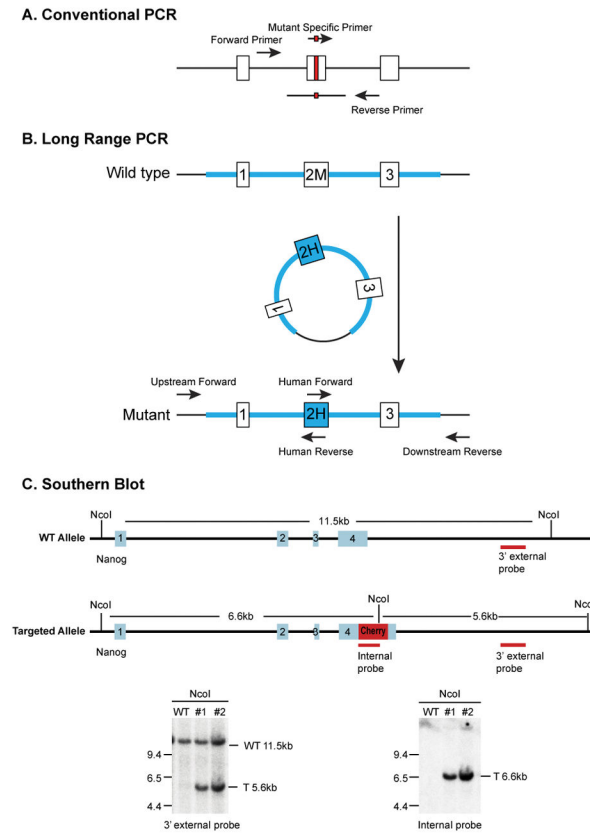 A. Conventional PCR
Mutant Specific Primer
Forward Primer
Reverse Primer
B. Long Range PCR
Wild type
1
2M
3
2H
1
3
Upstream Forward
Human Forward
Mutant
1
2H
3
Human Reverse
Downstream Reverse
C. Southern Blot
NcoI
NcoI
11.5kb
WT Allele
1
2
3
4
Nanog
3' external
probe
NcoI
NcoI
NcoI
6.6kb
5.6kb
Targeted Allele
1
2
3
4
Cherry
Nanog
Internal
probe
3' external
probe
NcoI
WT #1 #2
WT 11.5kb
9.4
6.5
T 5.6kb
4.4
3' external probe
NcoI
WT #1 #2
9.4
6.5
T 6.6kb
4.4
Internal probe